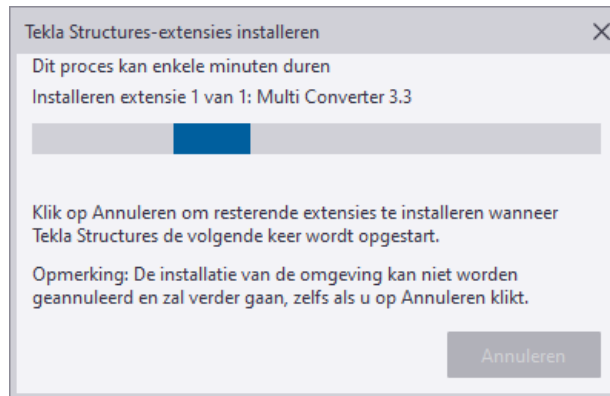 Tekla Structures-extensies installeren
Dit proces kan enkele minuten duren
Installeren extensie 1 van 1: Multi Converter 3.3
Klik op Annuleren om resterende extensies te installeren wanneer
Tekla Structures de volgende keer wordt opgestart.
Opmerking: De installatie van de omgeving kan niet worden
geannuleerd en zal verder gaan, zelfs als u op Annuleren klikt.
Annuleren